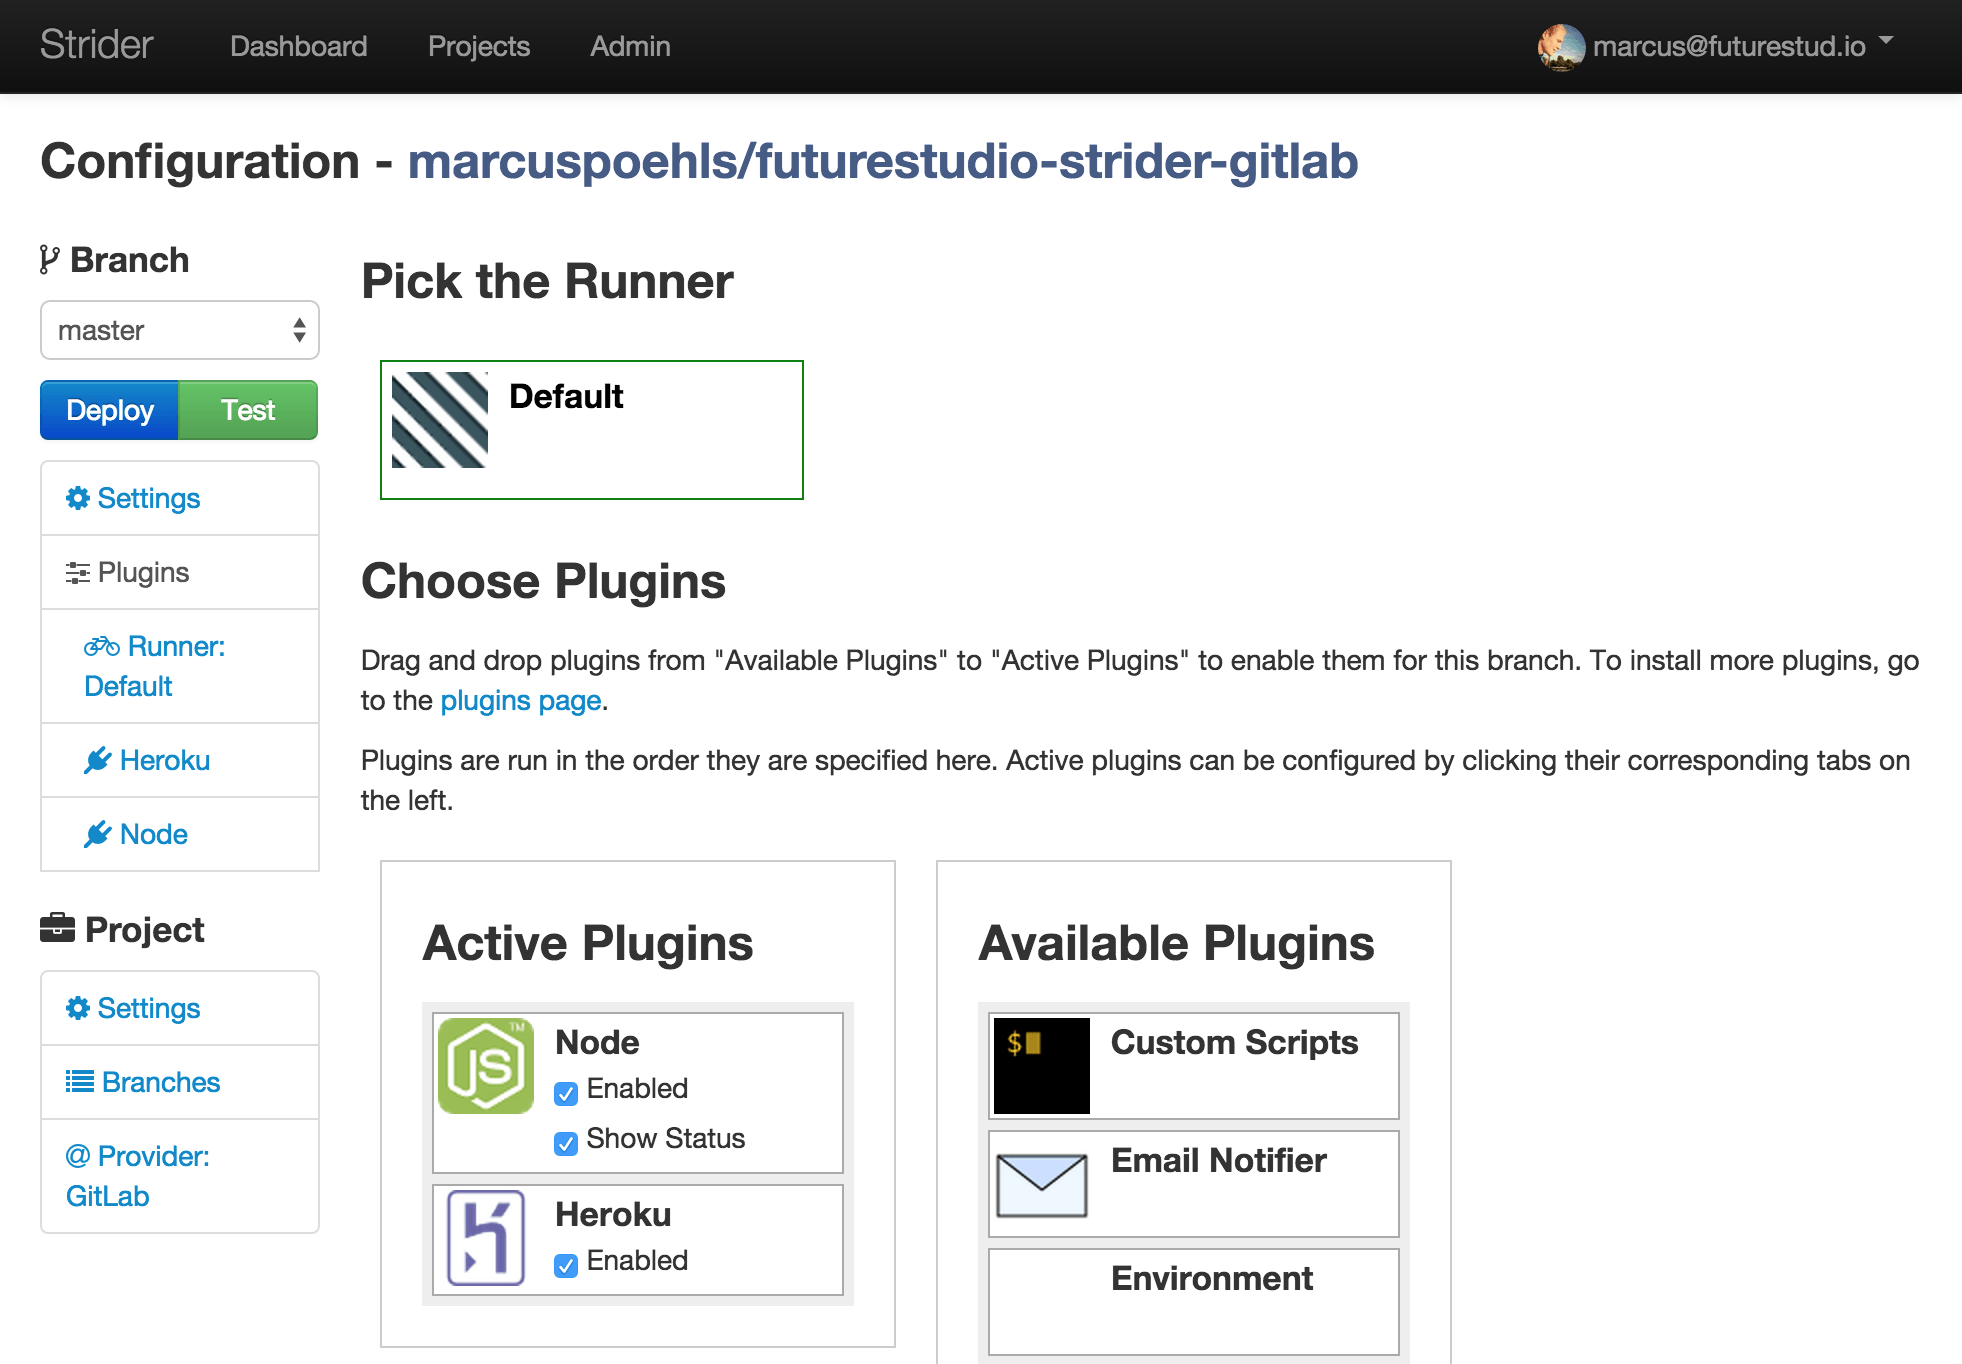 Strider
Dashboard
Projects
Admin
marcus@futurestud.io
Configuration - marcuspoehls/futurestudio-strider-gitlab
Branch
master
Deploy
Test
Settings
Plugins
Runner:
Default
Heroku
Node
Project
Settings
Branches
@ Provider:
GitLab
Pick the Runner
Default
Choose Plugins
Drag and drop plugins from "Available Plugins" to "Active Plugins" to enable them for this branch. To install more plugins, go
to the plugins page.
Plugins are run in the order they are specified here. Active plugins can be configured by clicking their corresponding tabs on
the left.
Active Plugins
JS
TM
Node
Enabled
Show Status
Heroku
Enabled
Available Plugins
$
Custom Scripts
Email Notifier
Environment